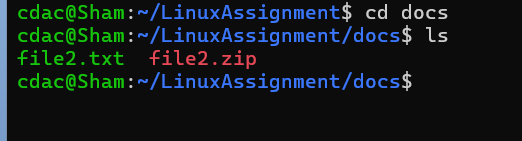 cdac@Sham:~/LinuxAssignment$ cd docs
cdac@Sham:~/LinuxAssignment/docs$ ls
file2.txt  file2.zip
cdac@Sham:~/LinuxAssignment/docs$